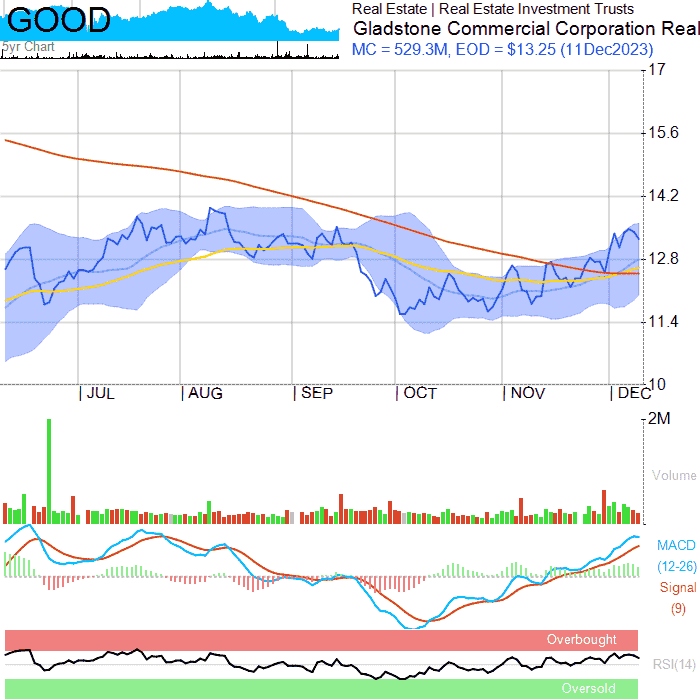 GOOD
5yr Chart
Real Estate | Real Estate Investment Trusts
Gladstone Commercial Corporation Real
MC = 529.3M, EOD = $13.25 (11Dec2023)
17
15.6
14.2
12.8
11.4
10
| JUL | AUG | SEP | OCT | NOV | DEC
2M
Volume
MACD
(12-26)
Signal
(9)
Overbought
RSI(14)
Oversold